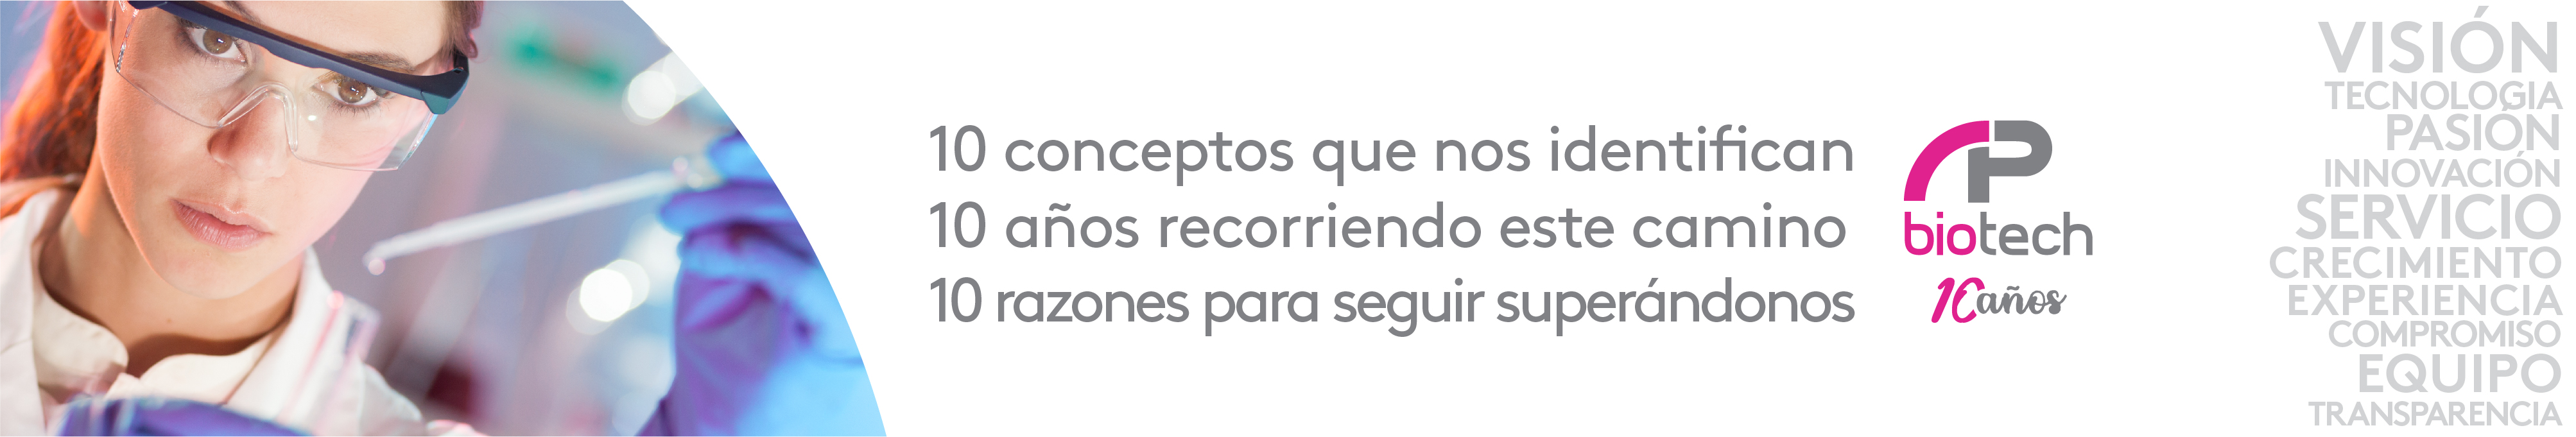 10 conceptos que nos identifican
10 años recorriendo este camino
10 razones para seguir superándonos
P
biotech
10años
VISIÓN
TECNOLOGIA
PASIÓN
INNOVACIÓN
SERVICIO
CRECIMIENTO
EXPERIENCIA
COMPROMISO
EQUIPO
TRANSPARENCIA